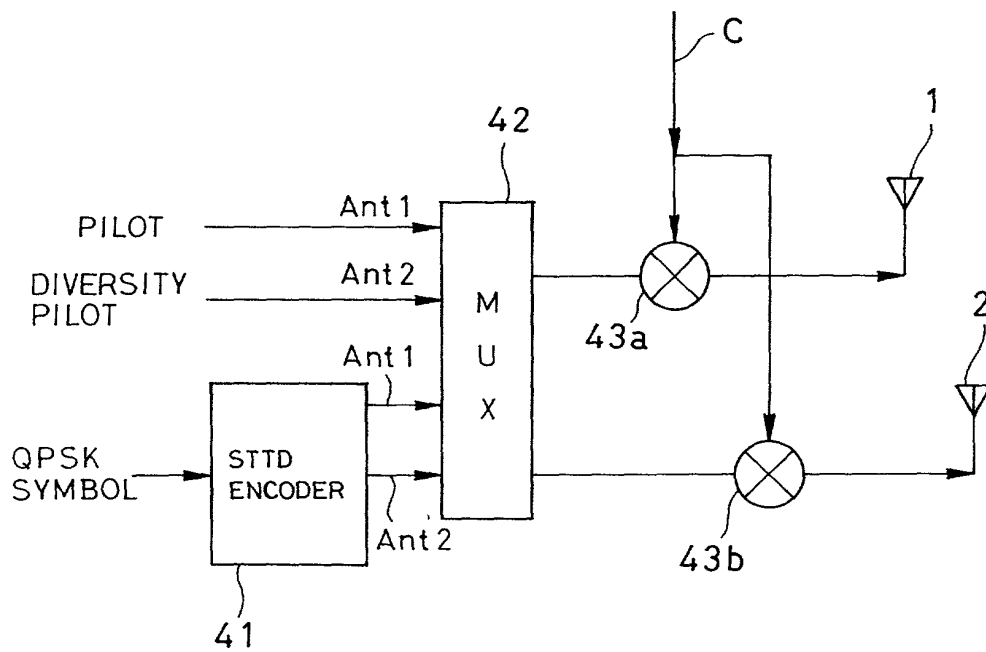 C
42
1
PILOT
Ant 1
DIVERSITY
PILOT
Ant 2
M
U
X
43a
2
Ant 1
QPSK
SYMBOL
STTD
ENCODER
Ant 2
43b
41